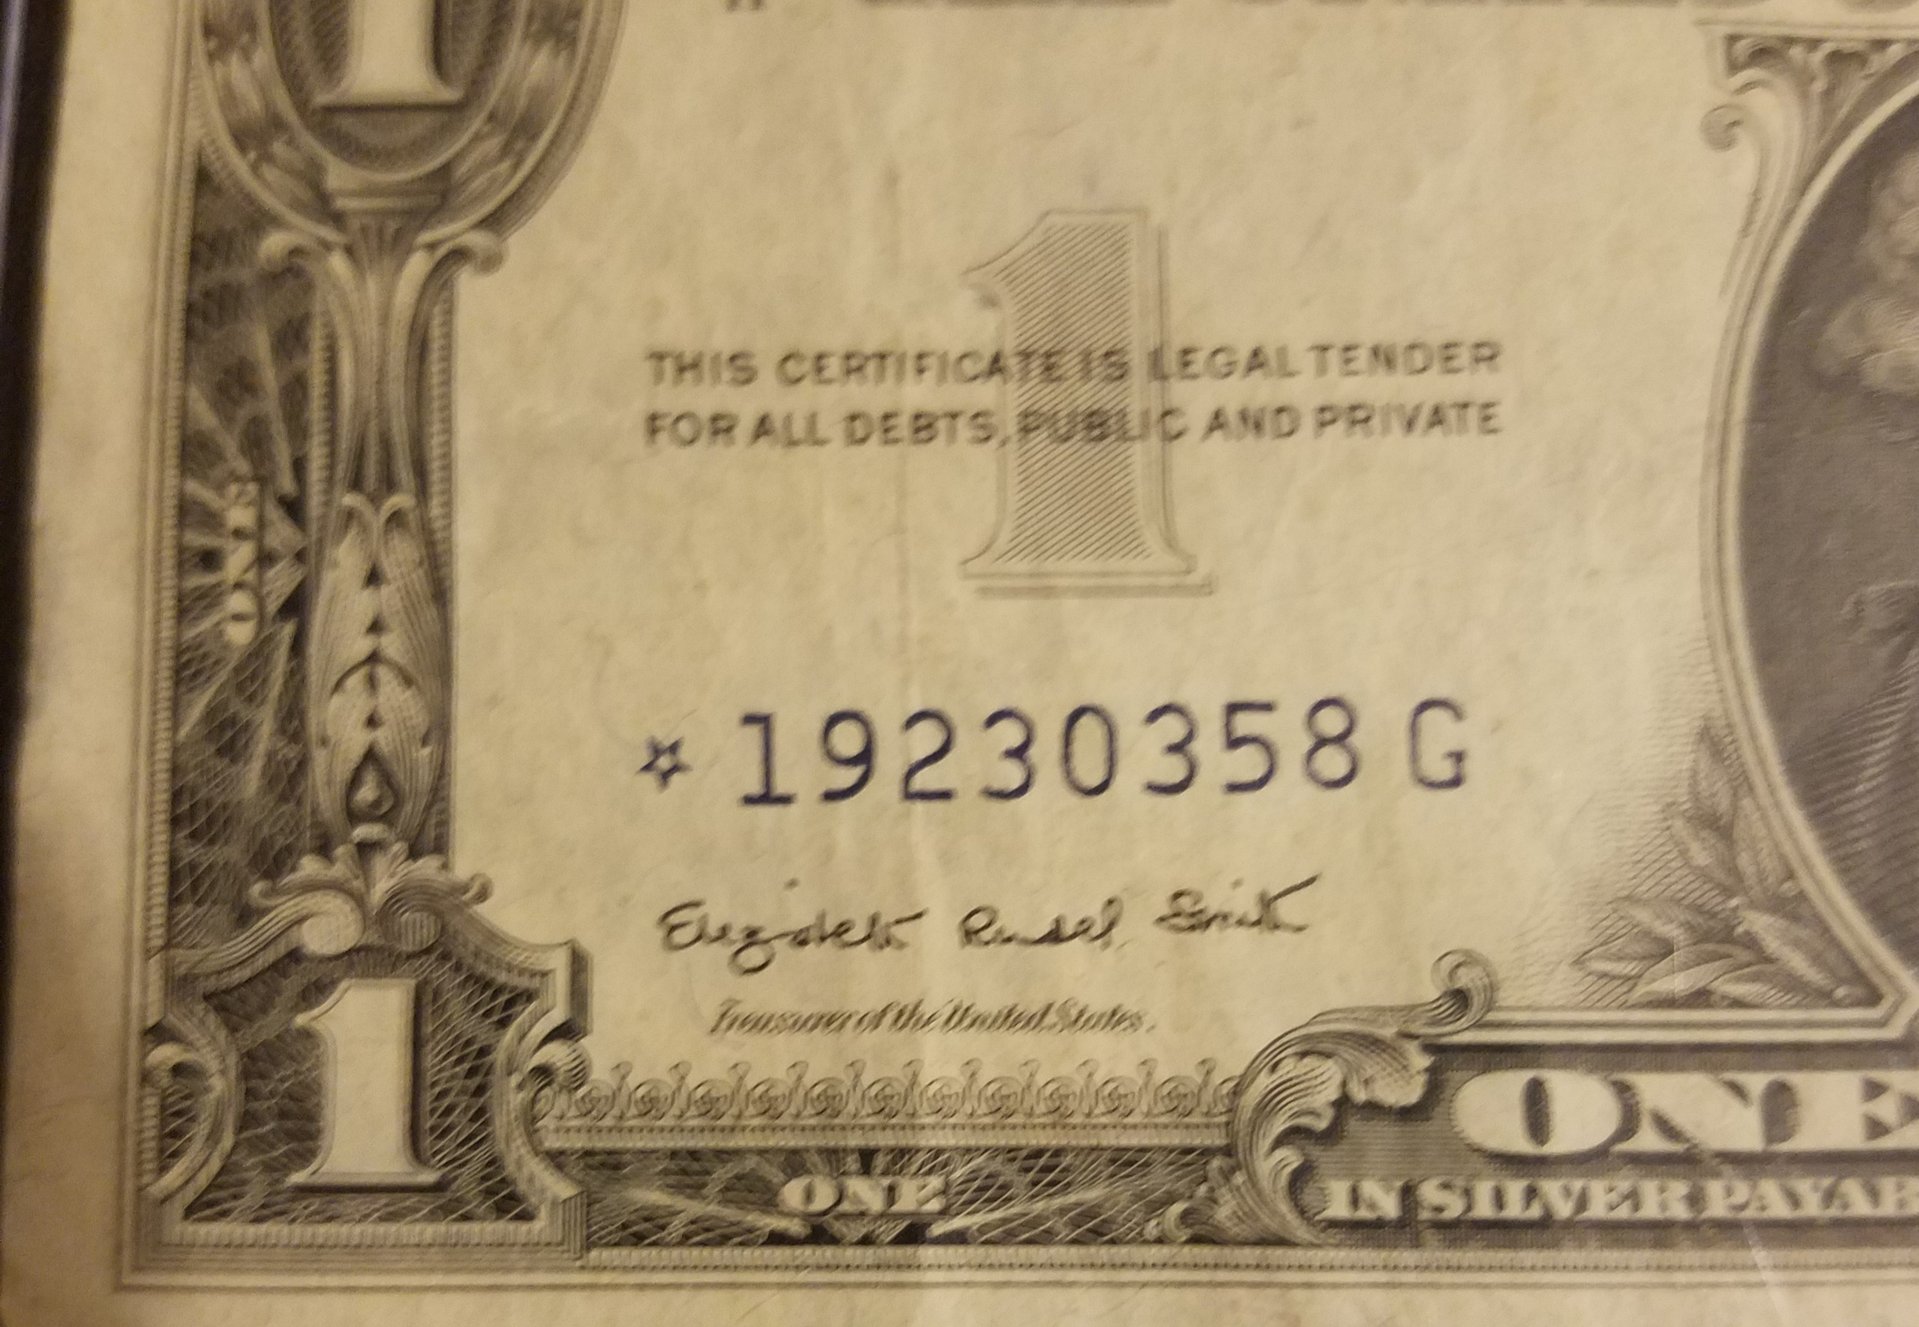 1
ONE
1
THIS CERTIFICATE IS LEGAL TENDER
FOR ALL DEBTS, PUBLIC AND PRIVATE
☆19230358 G
Elizabeth Rudel Smith
Treasurer of the United States.
1
ONE
ONE
IN SILVER PAYAB